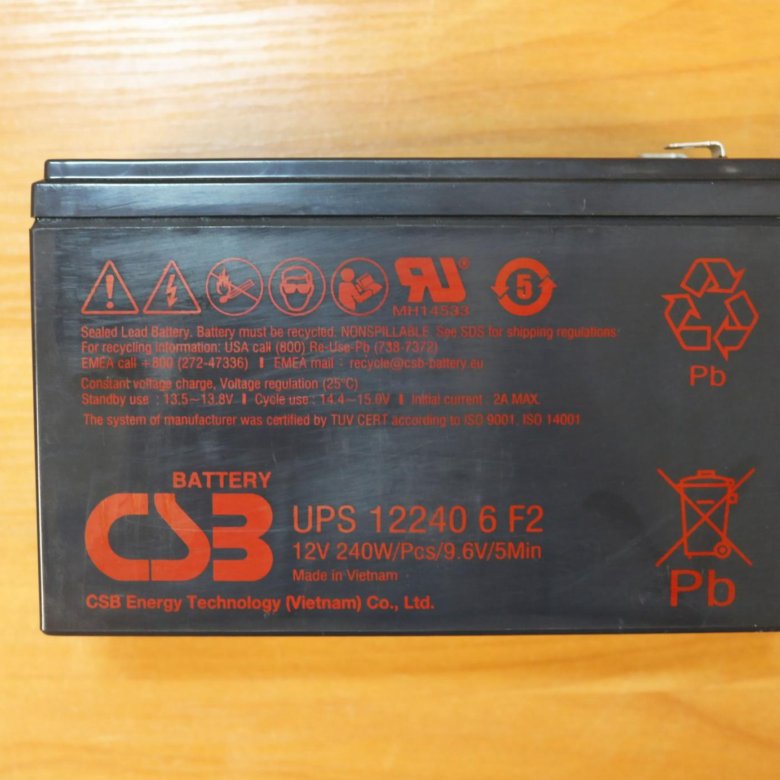 MH14533
5
Sealed Lead Battery. Battery must be recycled. NONSPILLABLE. See SDS for shipping regulations.
For recycling information: USA call (800) Re-Use-Pb (738-7372)
EMEA call +800 (272-47336) I EMEA mail : recycle@csb-battery.eu
Constant voltage charge, Voltage regulation (25°C)
Standby use : 13.5~13.8V I Cycle use : 14.4~15.0V I Initial current : 2A MAX.
The system of manufacturer was certified by TUV CERT according to ISO 9001, ISO 14001
Pb
BATTERY
CSB
UPS 12240 6 F2
12V 240W/Pcs/9.6V/5Min
Made in Vietnam
CSB Energy Technology (Vietnam) Co., Ltd.
Pb